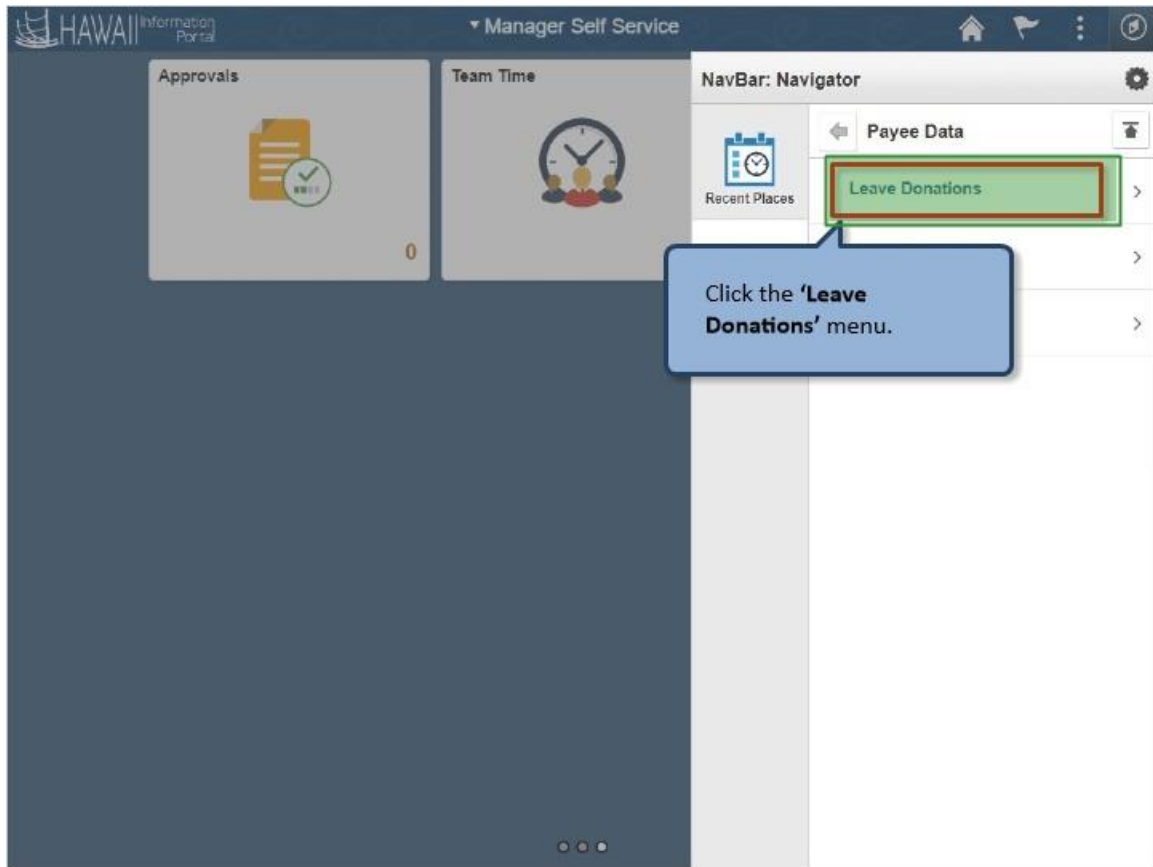 HAWAII Information
Portal
Manager Self Service
Approvals
0
Team Time
NavBar: Navigator
Recent Places
Payee Data
Leave Donations
Click the ‘Leave
Donations’ menu.